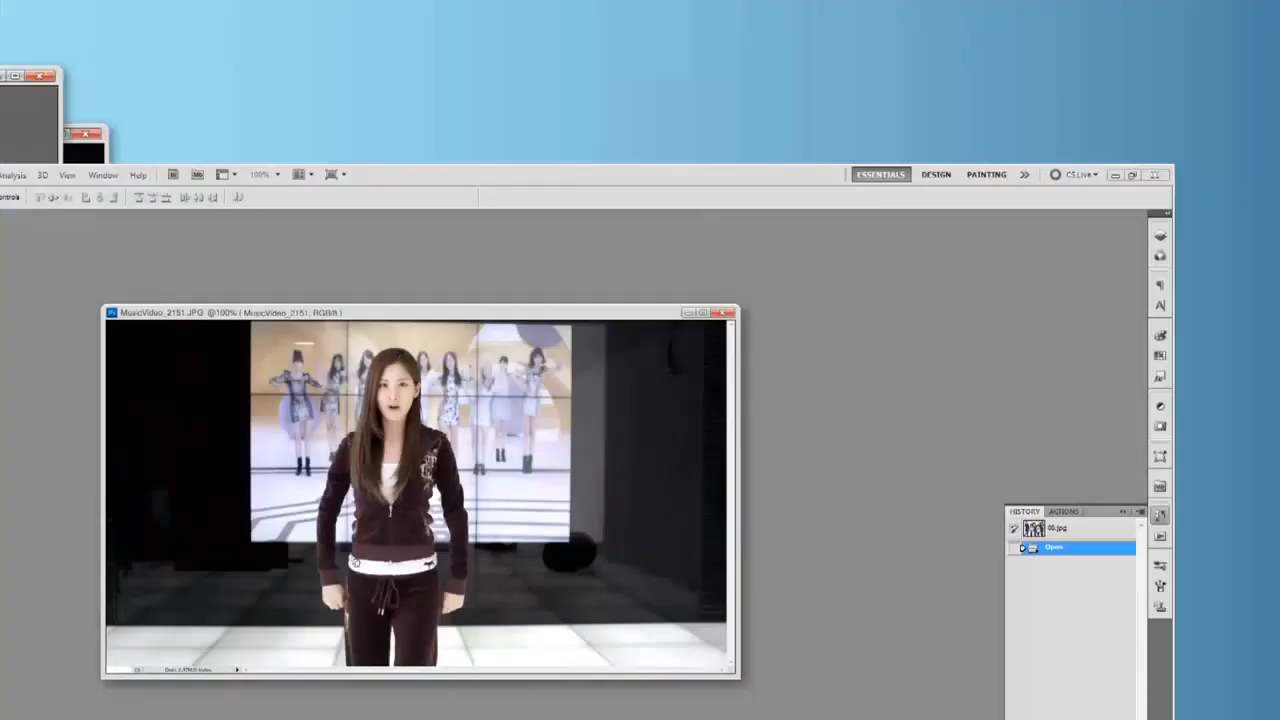 Analysis 3D View Window Help Mb 100% ESSENTIALS DESIGN PAINTING CS Live
MusicVideo_2151.JPG @100% ( MusicVideo_2151, RGB/8 )
HISTORY ACTIONS
Open